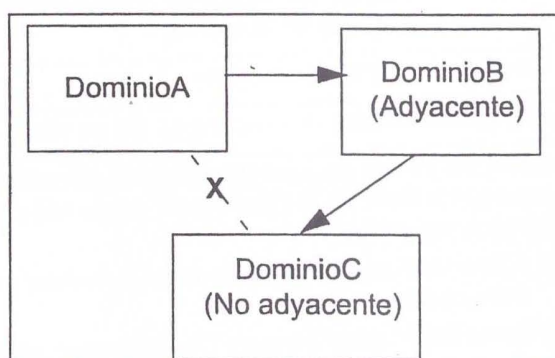 DominioA
DominioB
(Adyacente)
X
DominioC
(No adyacente)